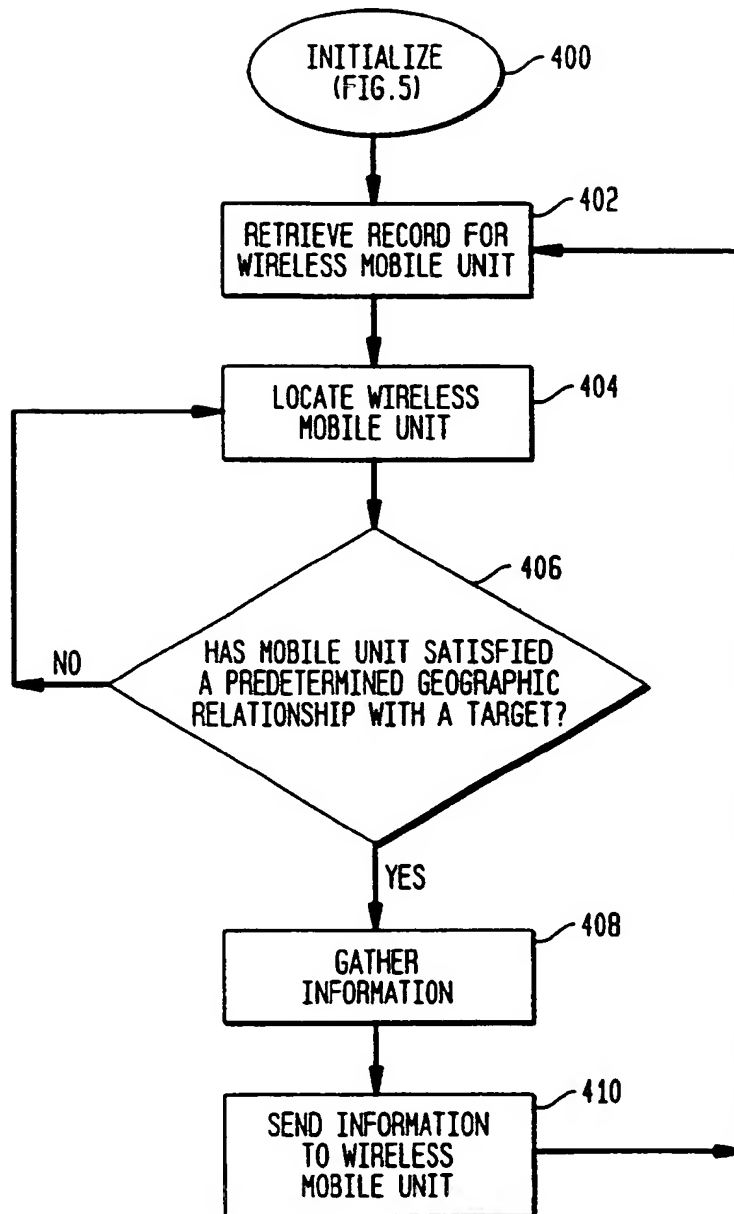 INITIALIZE
(FIG.5)
400
402
RETRIEVE RECORD FOR
WIRELESS MOBILE UNIT
404
LOCATE WIRELESS
MOBILE UNIT
406
HAS MOBILE UNIT SATISFIED
A PREDETERMINED GEOGRAPHIC
RELATIONSHIP WITH A TARGET?
NO
YES
408
GATHER
INFORMATION
410
SEND INFORMATION
TO WIRELESS
MOBILE UNIT